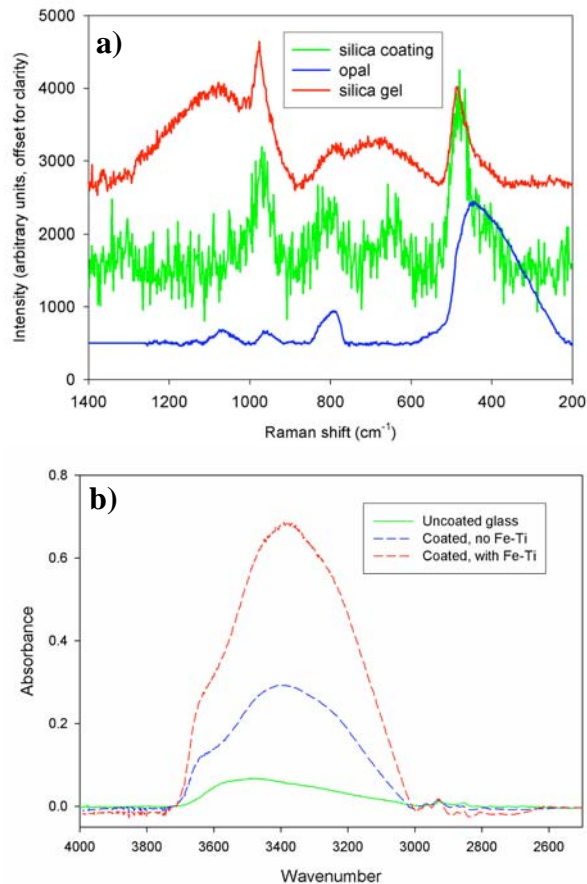 a)
silica coating
opal
silica gel
Intensity (arbitrary units, offset for clarity)
5000
4000
3000
2000
1000
0
1400 1200 1000 800 600 400 200
Raman shift (cm⁻¹)
b)
Uncoated glass
Coated, no Fe-Ti
Coated, with Fe-Ti
Absorbance
0.8
0.6
0.4
0.2
0.0
4000 3600 3400 3200 2800 2600
Wavenumber